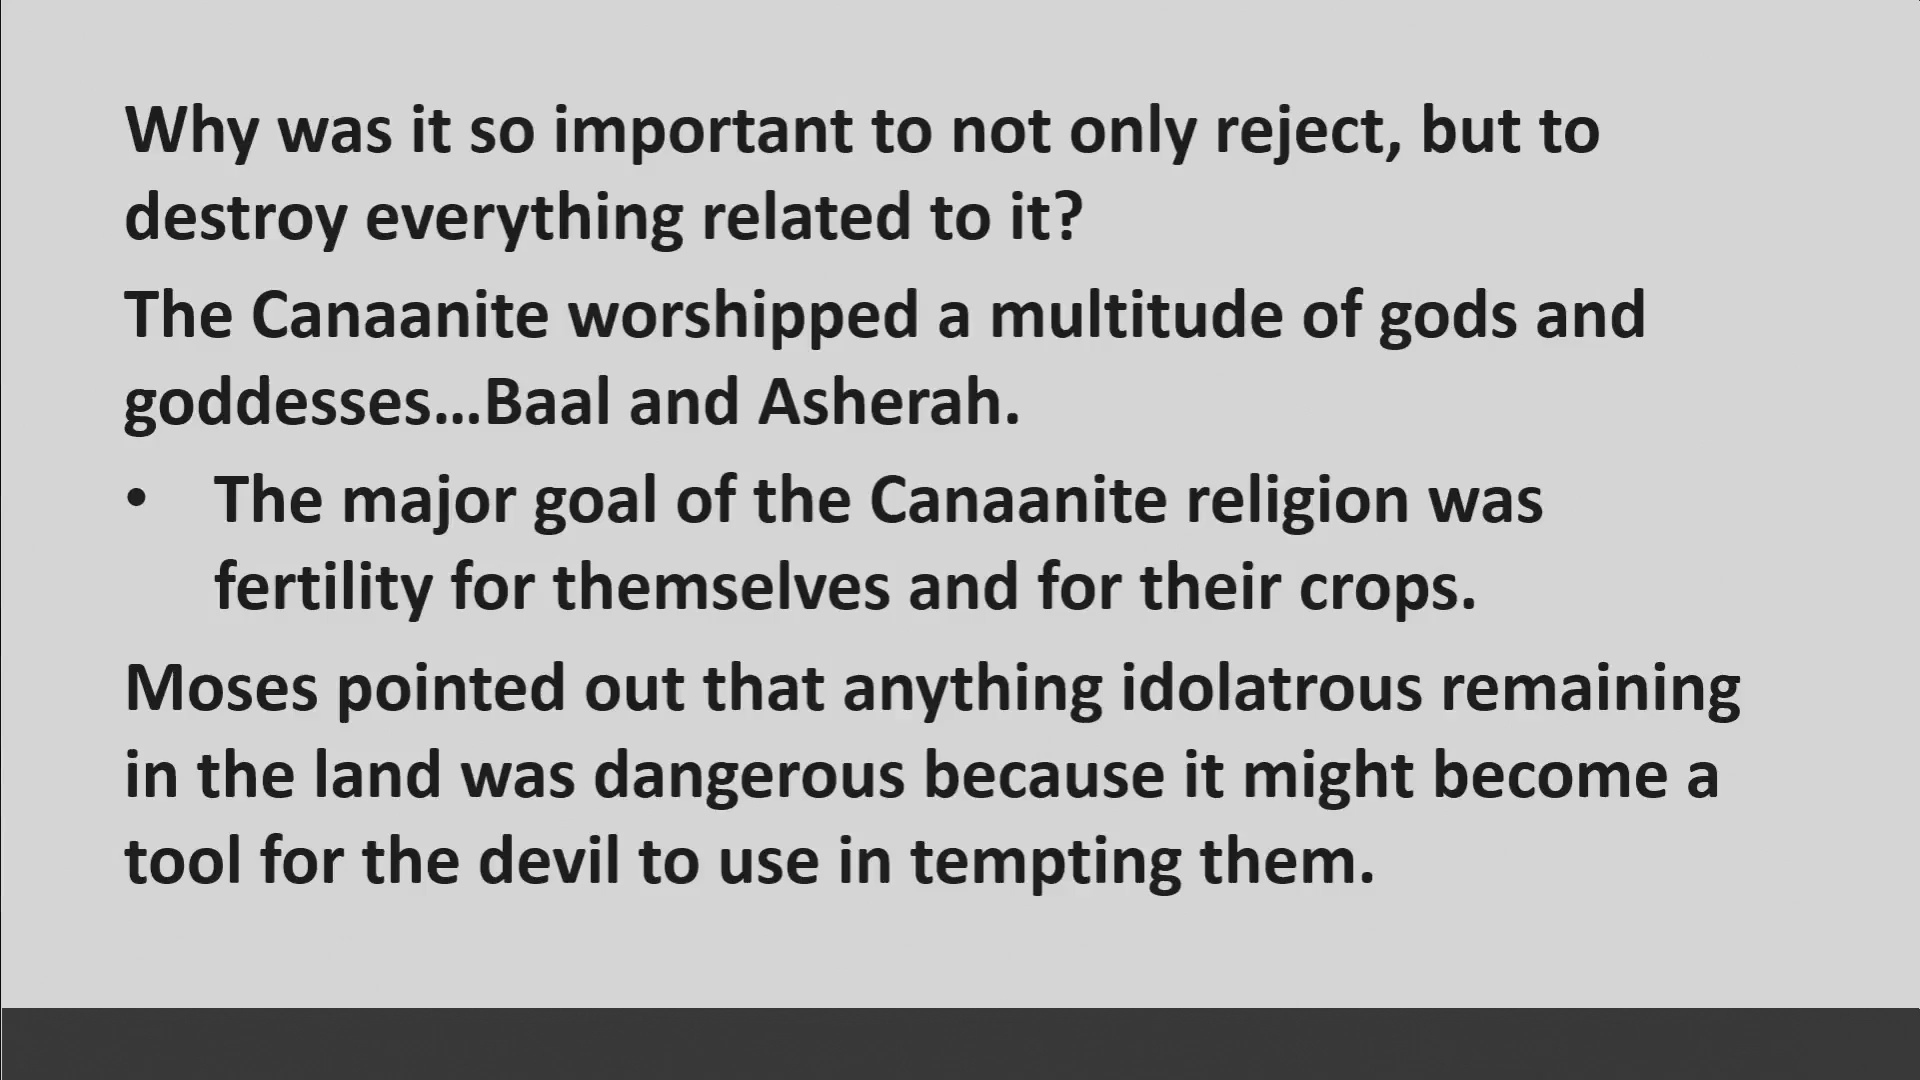 Why was it so important to not only reject, but to
destroy everything related to it?
The Canaanite worshipped a multitude of gods and
goddesses...Baal and Asherah.
• The major goal of the Canaanite religion was
fertility for themselves and for their crops.
Moses pointed out that anything idolatrous remaining
in the land was dangerous because it might become a
tool for the devil to use in tempting them.